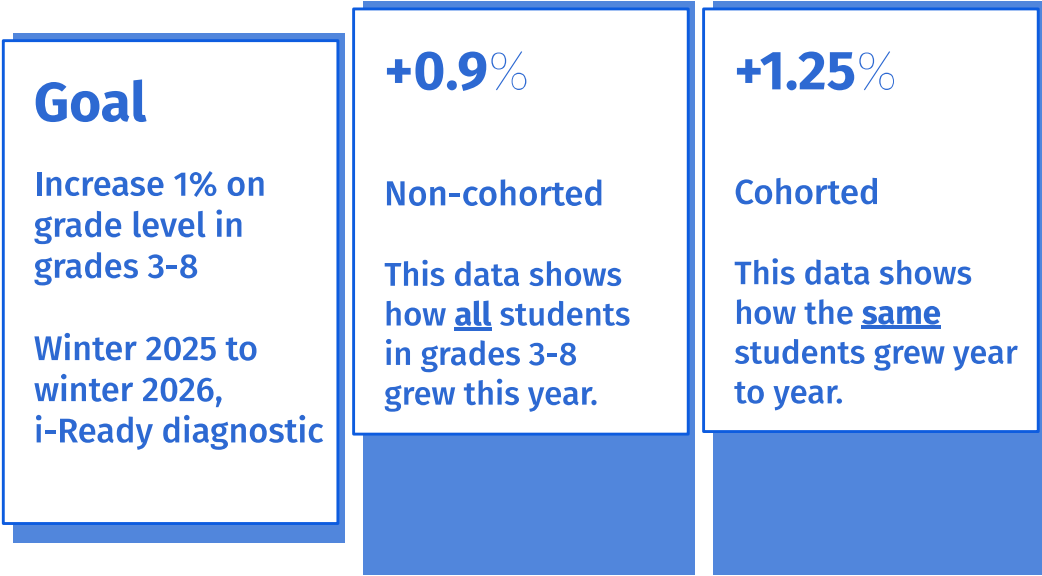 Goal
Increase 1% on
grade level in
grades 3-8
Winter 2025 to
winter 2026,
i-Ready diagnostic
+0.9%
Non-cohorted
This data shows
how all students
in grades 3-8
grew this year.
+1.25%
Cohorted
This data shows
how the same
students grew year
to year.